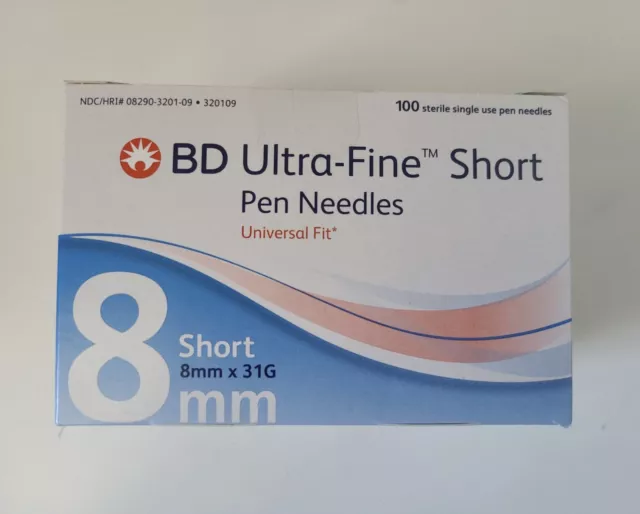 NDC/HRI# 08290-3201-09 • 320109
100 sterile single use pen needles
BD Ultra-Fine™ Short
Pen Needles
Universal Fit*
8
Short
8mm x 31G
mm